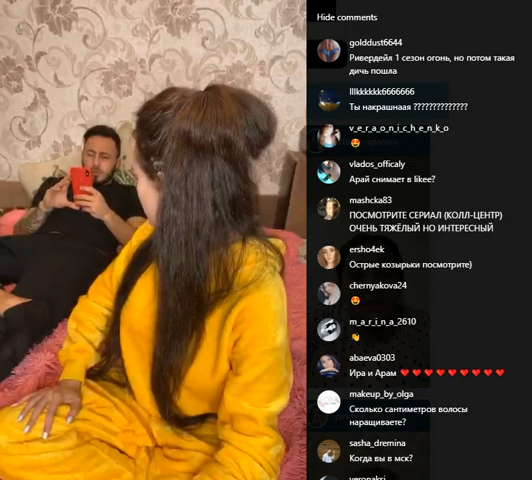 Hide comments
golddust6644
Ривердейл 1 сезон огонь, но потом такая
дичь пошла
lllkkkkkk6666666
Ты накрашнаая ??????????????
v_e_r_a_o_n_i_c_h_e_n_k_o
😍
vlados_officaly
Арай снимает в likee?
mashcka83
ПОСМОТРИТЕ СЕРИАЛ (КОЛЛ-ЦЕНТР)
ОЧЕНЬ ТЯЖЁЛЫЙ НО ИНТЕРЕСНЫЙ
ersho4ek
Острые козырьки посмотрите)
chernyakova24
😍
m_a_r_i_n_a_2610
👏
abaeva0303
Ира и Арам ❤️❤️❤️❤️❤️❤️❤️❤️❤️
makeup_by_olga
Сколько сантиметров волосы
наращиваете?
sasha_dremina
Когда вы в мск?